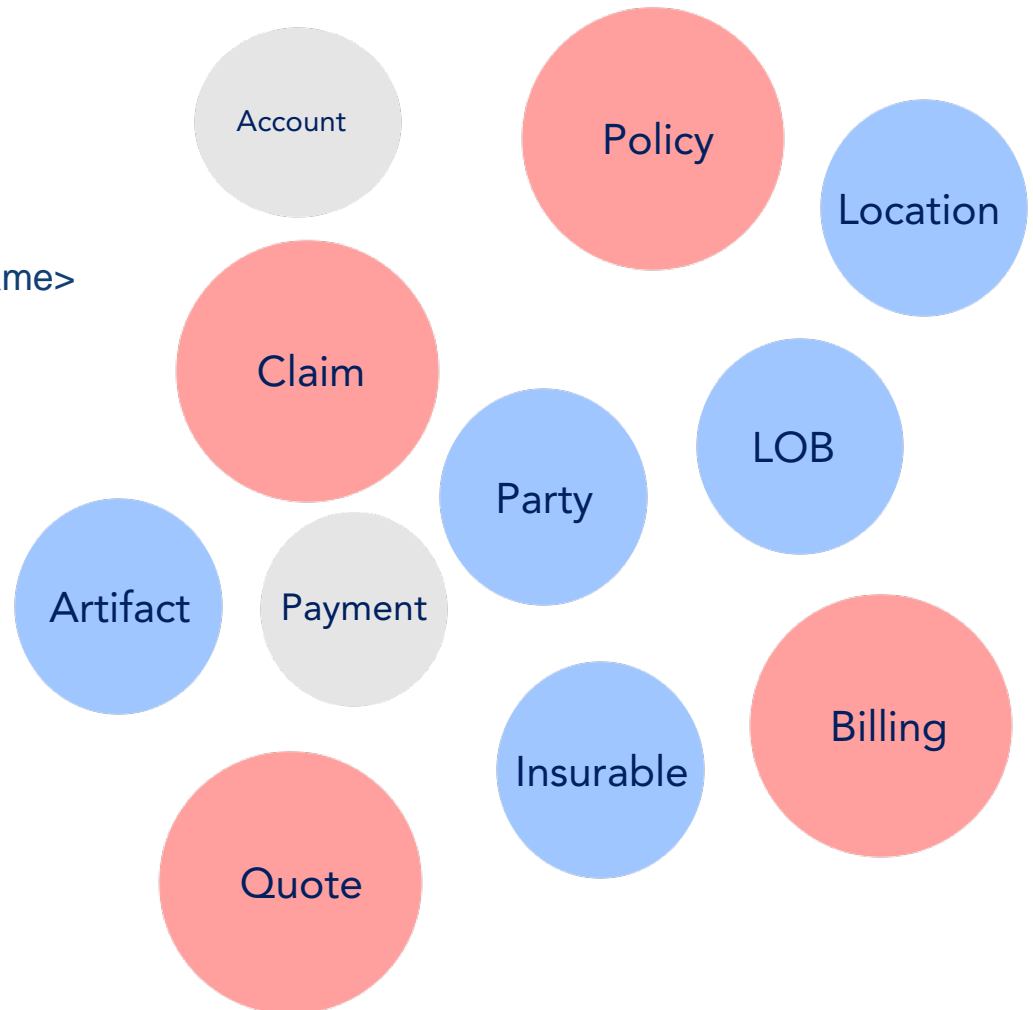 Account
Policy
Location
me>
Claim
LOB
Party
Artifact
Payment
Billing
Insurable
Quote